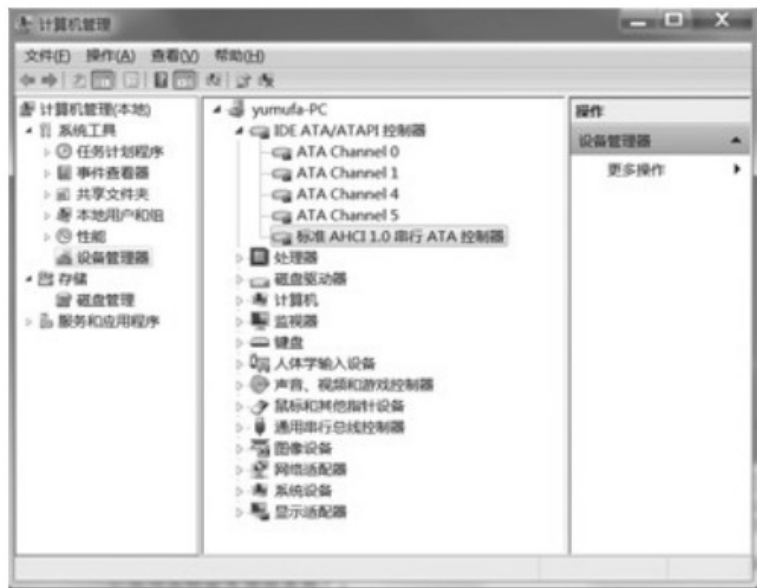 计算机管理
文件(F) 操作(A) 查看(V) 帮助(H)
计算机管理(本地)
系统工具
任务计划程序
事件查看器
共享文件夹
本地用户和组
性能
设备管理器
存储
磁盘管理
服务和应用程序
yumufa-PC
IDE ATA/ATAPI 控制器
ATA Channel 0
ATA Channel 1
ATA Channel 4
ATA Channel 5
标准 AHCI 1.0 串行 ATA 控制器
处理器
磁盘驱动器
计算机
监视器
键盘
人体学输入设备
声音、视频和游戏控制器
鼠标和其他指针设备
通用串行总线控制器
图像设备
网络适配器
系统设备
显示适配器
操作
设备管理器
更多操作